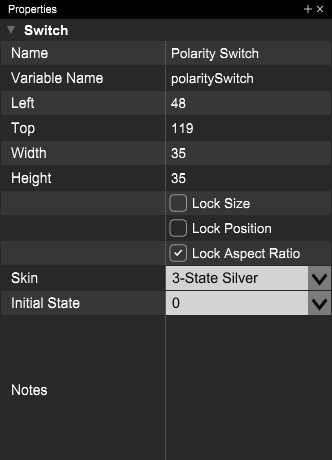 Properties
Switch
Name Polarity Switch
Variable Name polaritySwitch
Left 48
Top 119
Width 35
Height 35
Lock Size
Lock Position
Lock Aspect Ratio
Skin 3-State Silver
Initial State 0
Notes